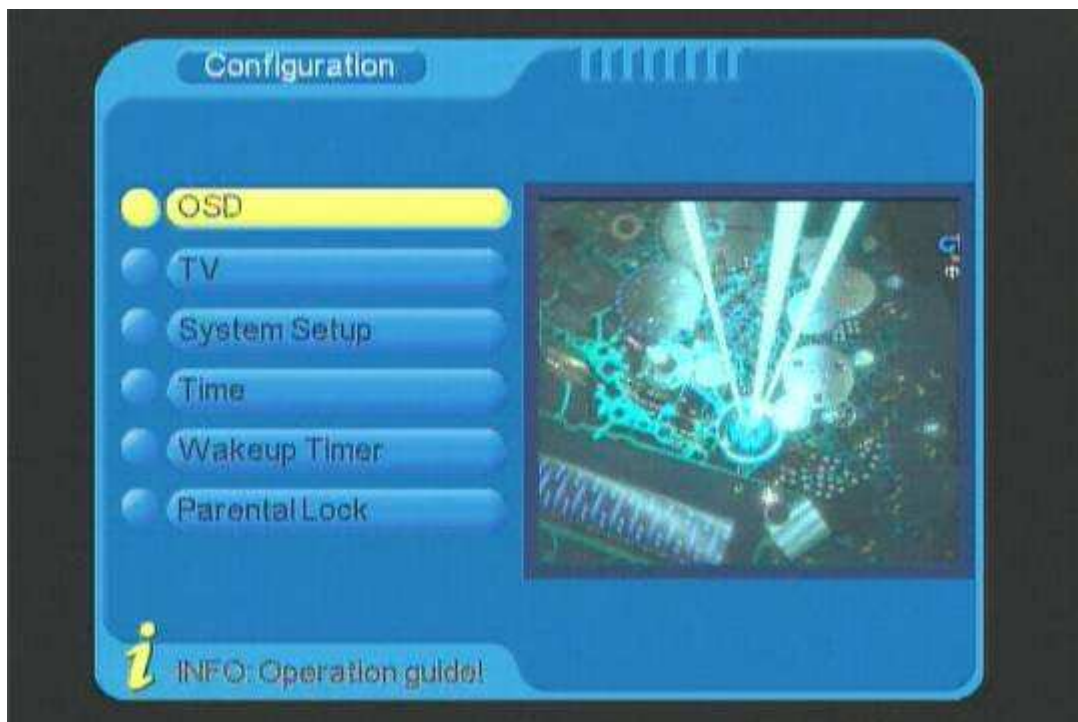 Configuration
OSD
TV
System Setup
Time
Wakeup Timer
Parental Lock
INFO: Operation guide!